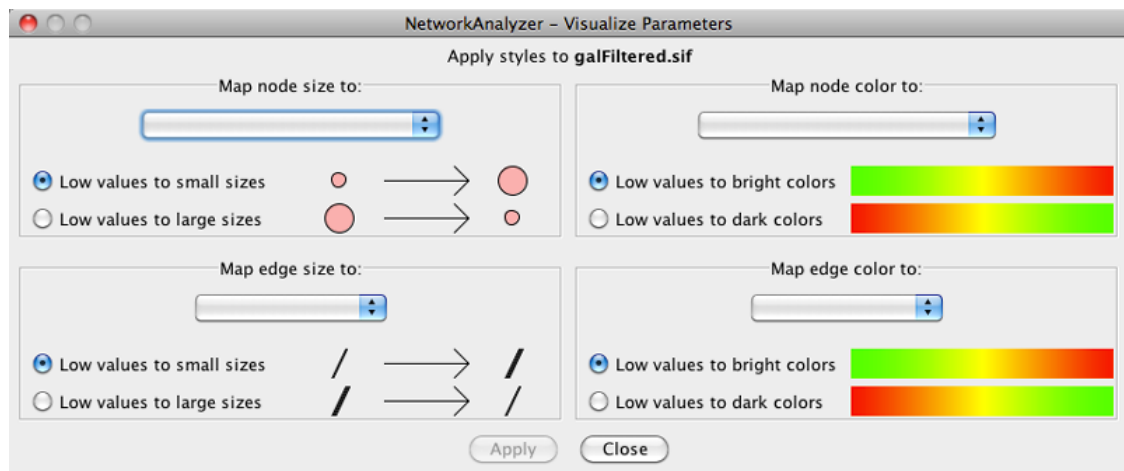 NetworkAnalyzer – Visualize Parameters
Apply styles to galFiltered.sif
Map node size to:
Low values to small sizes
Low values to large sizes
Map node color to:
Low values to bright colors
Low values to dark colors
Map edge size to:
Low values to small sizes
Low values to large sizes
Map edge color to:
Low values to bright colors
Low values to dark colors
Apply
Close